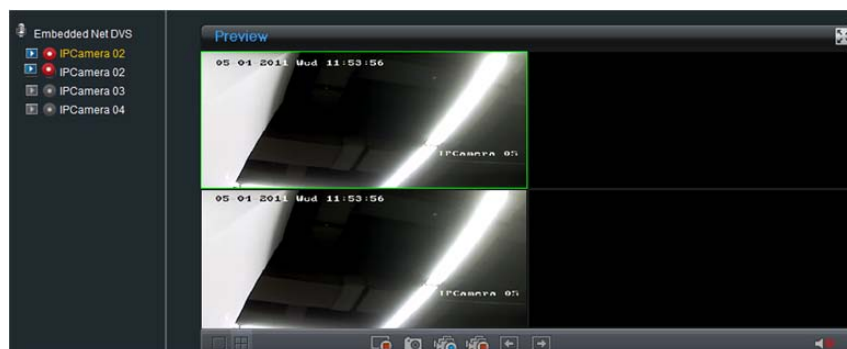 Embedded Net DVS
IPCamera 02
IPCamera 02
IPCamera 03
IPCamera 04
Preview
05-04-2011 Wed 11:53:56
IPCamera 05
05-04-2011 Wed 11:53:56
IPCamera 05